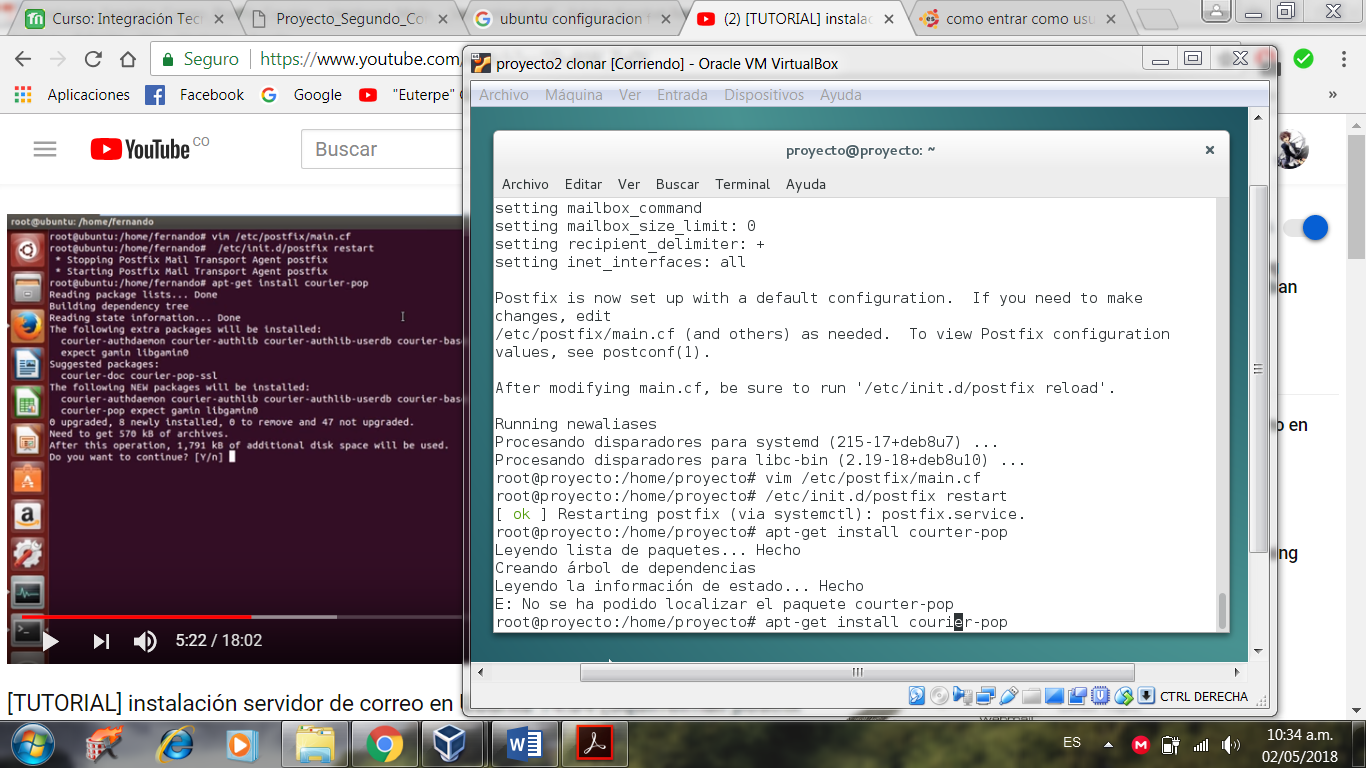 Curso: Integración Tec
Proyecto_Segundo_Co
ubuntu configuracion f
(2) [TUTORIAL] instala
como entrar como usu
Seguro
https://www.youtube.com,
Aplicaciones
Facebook
Google
"Euterpe"
»
YouTube CO
Buscar
root@ubuntu: /home/fernando
root@ubuntu:/home/fernando# vim /etc/postfix/main.cf
root@ubuntu:/home/fernando#  /etc/init.d/postfix restart
 * Stopping Postfix Mail Transport Agent postfix
 * Starting Postfix Mail Transport Agent postfix
root@ubuntu:/home/fernando# apt-get install courier-pop
Reading package lists... Done
Building dependency tree
Reading state information... Done
The following extra packages will be installed:
  courier-authdaemon courier-authlib courier-authlib-userdb courier-bas
  expect gamin libgamin0
Suggested packages:
  courier-doc courier-pop-ssl
The following NEW packages will be installed:
  courier-authdaemon courier-authlib courier-authlib-userdb courier-bas
  courier-pop expect gamin libgamin0
0 upgraded, 8 newly installed, 0 to remove and 47 not upgraded.
Need to get 570 kB of archives.
After this operation, 1,791 kB of additional disk space will be used.
Do you want to continue? [Y/n]
5:22 / 18:02
[TUTORIAL] instalación servidor de correo en
proyecto2 clonar [Corriendo] - Oracle VM VirtualBox
Archivo Máquina Ver Entrada Dispositivos Ayuda
proyecto@proyecto: ~
Archivo Editar Ver Buscar Terminal Ayuda
setting mailbox_command
setting mailbox_size_limit: 0
setting recipient_delimiter: +
setting inet_interfaces: all
Postfix is now set up with a default configuration.  If you need to make
changes, edit
/etc/postfix/main.cf (and others) as needed.  To view Postfix configuration
values, see postconf(1).
After modifying main.cf, be sure to run '/etc/init.d/postfix reload'.
Running newaliases
Procesando disparadores para systemd (215-17+deb8u7) ...
Procesando disparadores para libc-bin (2.19-18+deb8u10) ...
root@proyecto:/home/proyecto# vim /etc/postfix/main.cf
root@proyecto:/home/proyecto# /etc/init.d/postfix restart
[ ok ] Restarting postfix (via systemctl): postfix.service.
root@proyecto:/home/proyecto# apt-get install courter-pop
Leyendo lista de paquetes... Hecho
Creando árbol de dependencias
Leyendo la información de estado... Hecho
E: No se ha podido localizar el paquete courter-pop
root@proyecto:/home/proyecto# apt-get install courier-pop
CTRL DERECHA
an
o en
ng
ES
10:34 a.m.
02/05/2018